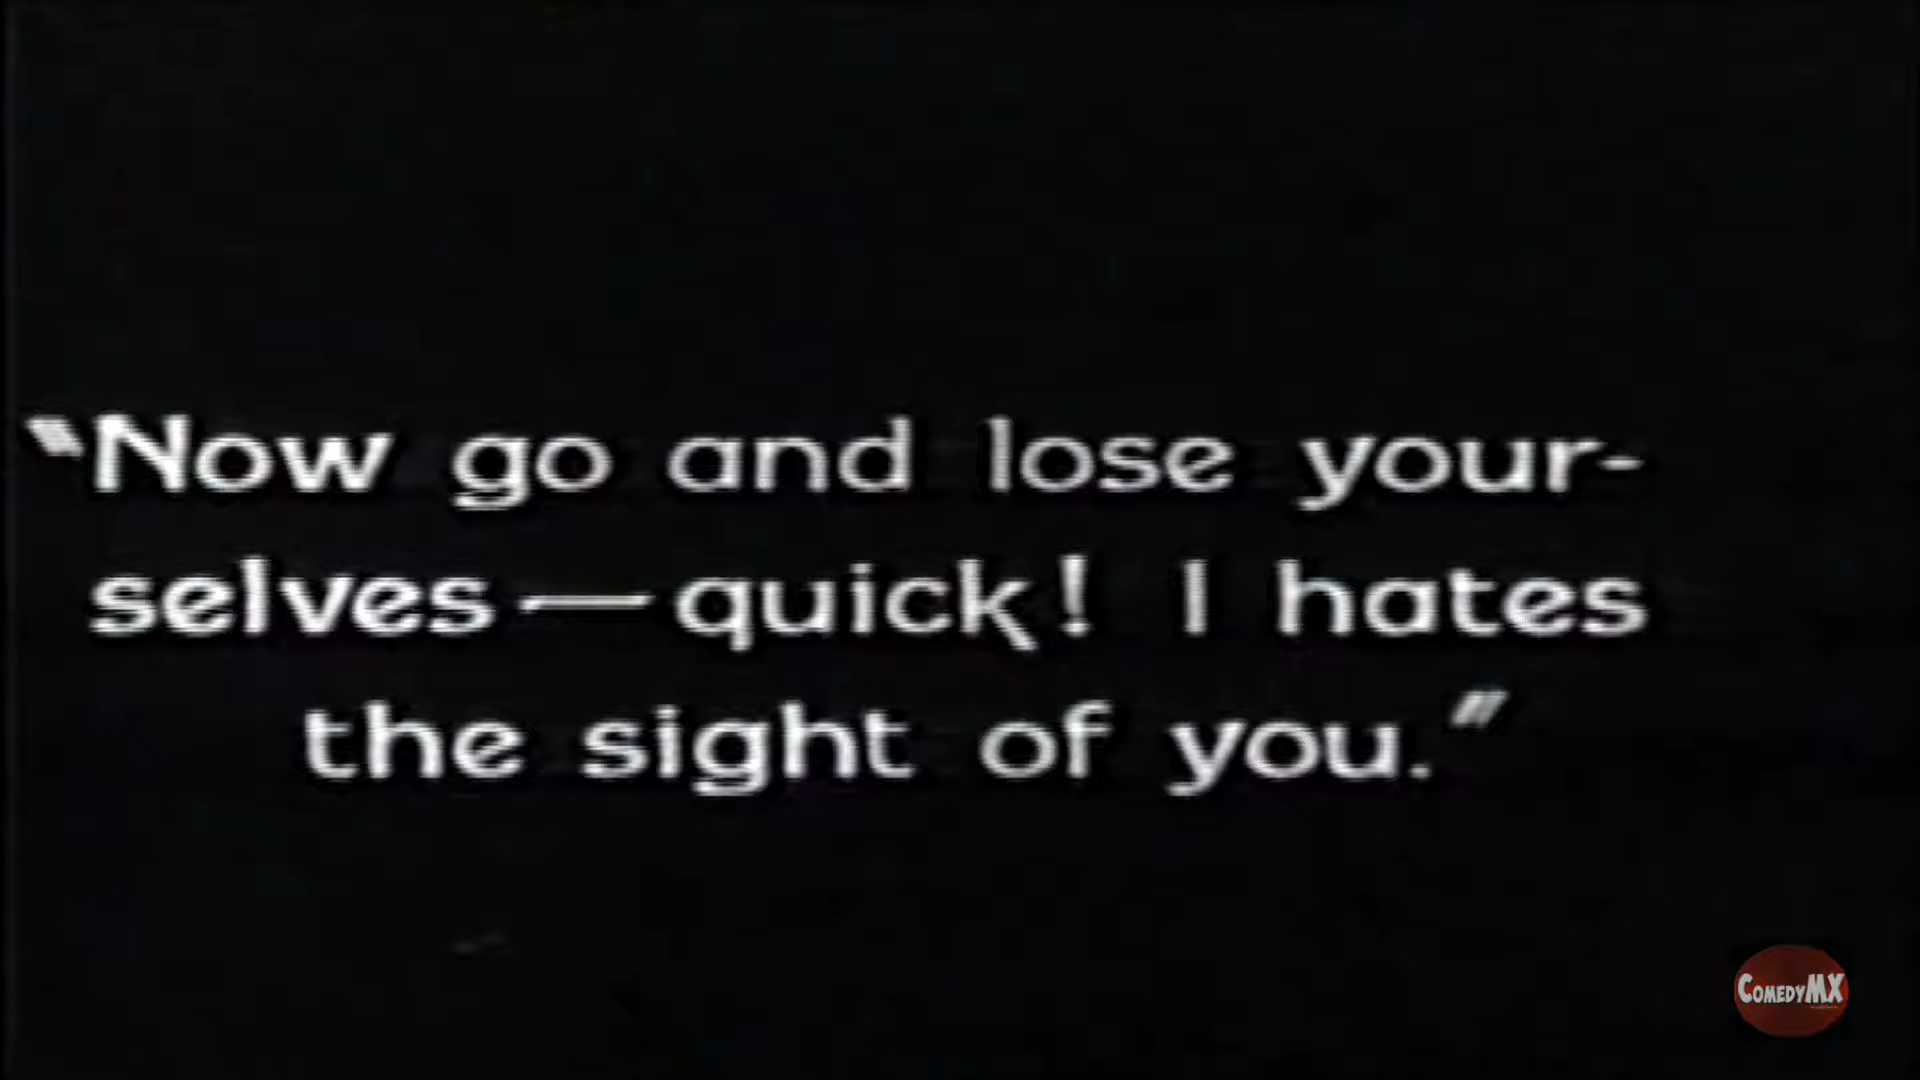 "Now go and lose your-
selves — quick! I hates
the sight of you."
ComedyMX